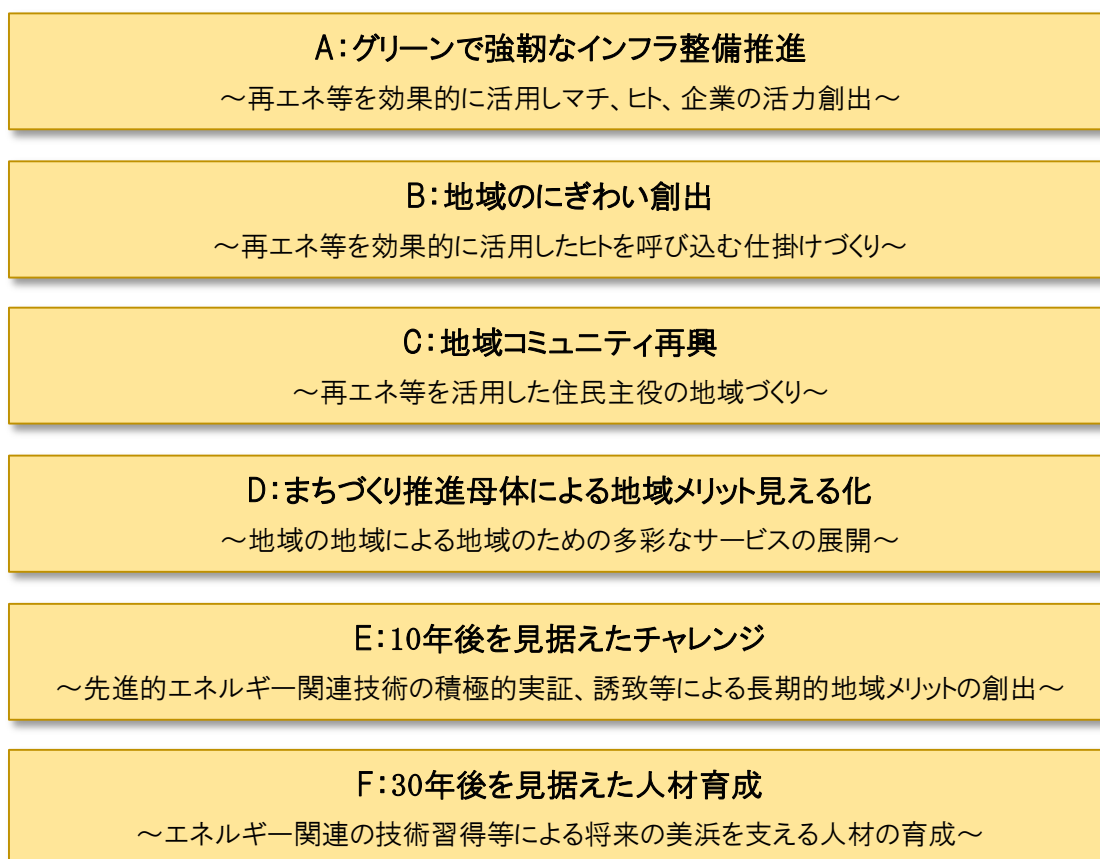 A：グリーンで強靭なインフラ整備推進
～再エネ等を効果的に活用しマチ、ヒト、企業の活力創出～
B：地域のにぎわい創出
～再エネ等を効果的に活用したヒトを呼び込む仕掛けづくり～
C：地域コミュニティ再興
～再エネ等を活用した住民主役の地域づくり～
D：まちづくり推進母体による地域メリット見える化
～地域の地域による地域のための多彩なサービスの展開～
E：10年後を見据えたチャレンジ
～先進的エネルギー関連技術の積極的実証、誘致等による長期的地域メリットの創出～
F：30年後を見据えた人材育成
～エネルギー関連の技術習得等による将来の美浜を支える人材の育成～